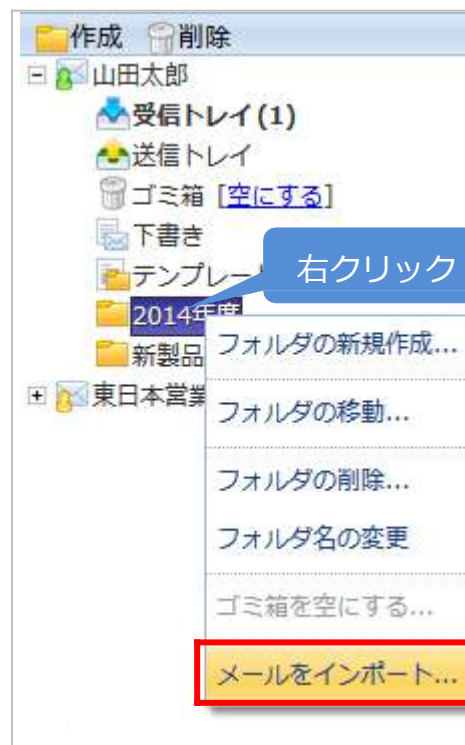 作成 削除
山田太郎
受信トレイ (1)
送信トレイ
ゴミ箱 [空にする]
下書き
テンプレー
右クリック
2014年度
新製品
東日本営業
フォルダの新規作成...
フォルダの移動...
フォルダの削除...
フォルダ名の変更
ゴミ箱を空にする...
メールをインポート...